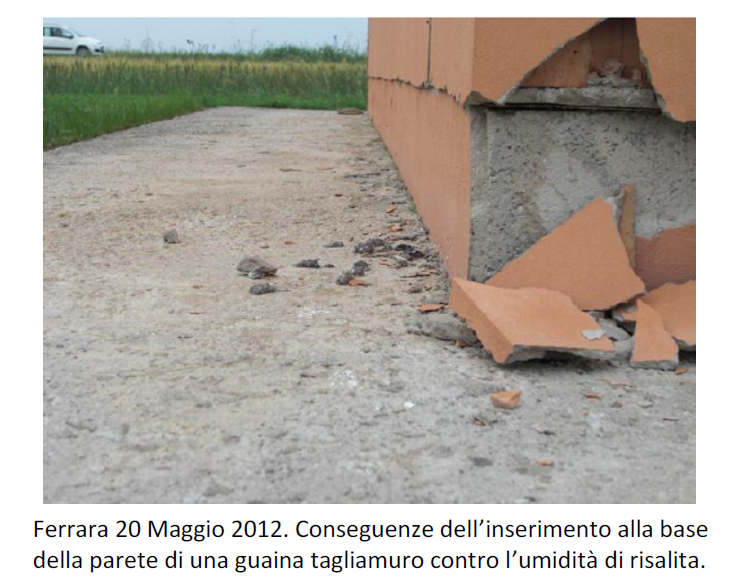 Ferrara 20 Maggio 2012. Conseguenze dell’inserimento alla base
della parete di una guaina tagliamuro contro l’umidità di risalita.